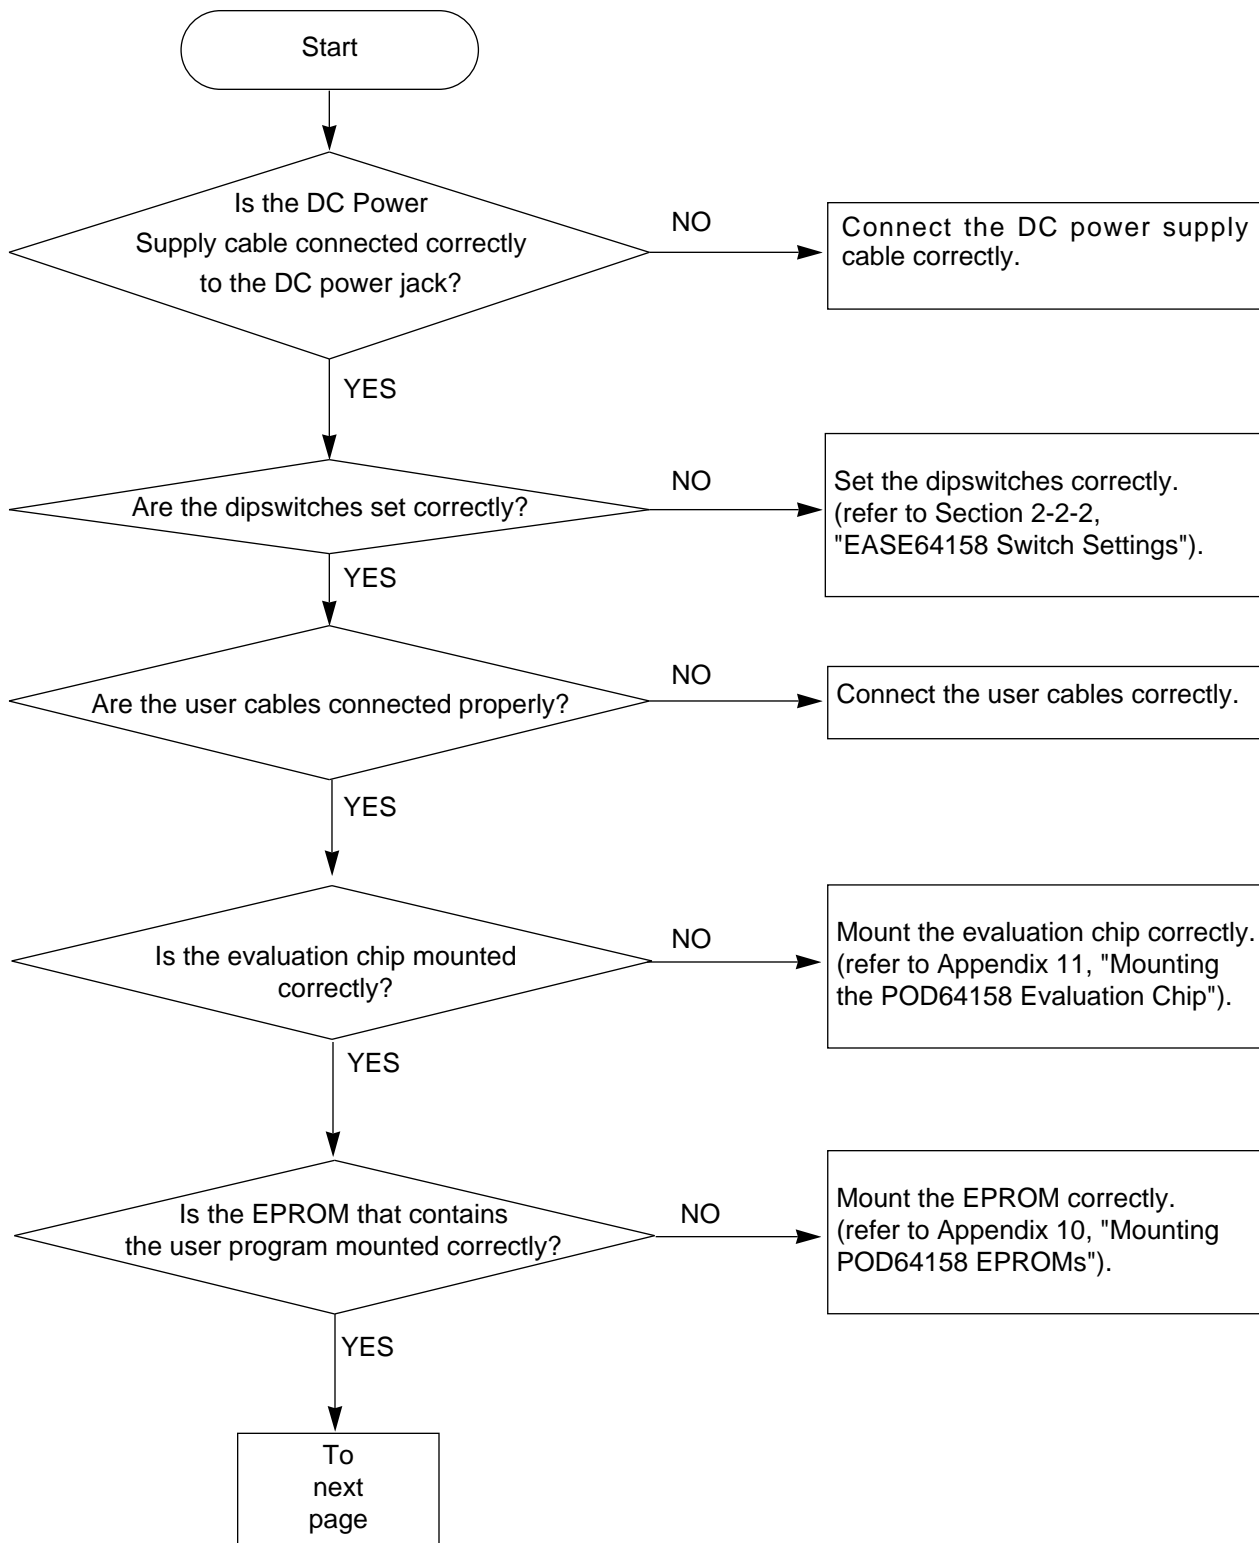 Start
Is the DC Power
Supply cable connected correctly
to the DC power jack?
NO
Connect the DC power supply
cable correctly.
YES
Are the dipswitches set correctly?
NO
Set the dipswitches correctly.
(refer to Section 2-2-2,
"EASE64158 Switch Settings").
YES
Are the user cables connected properly?
NO
Connect the user cables correctly.
YES
Is the evaluation chip mounted
correctly?
NO
Mount the evaluation chip correctly.
(refer to Appendix 11, "Mounting
the POD64158 Evaluation Chip").
YES
Is the EPROM that contains
the user program mounted correctly?
NO
Mount the EPROM correctly.
(refer to Appendix 10, "Mounting
POD64158 EPROMs").
YES
To
next
page